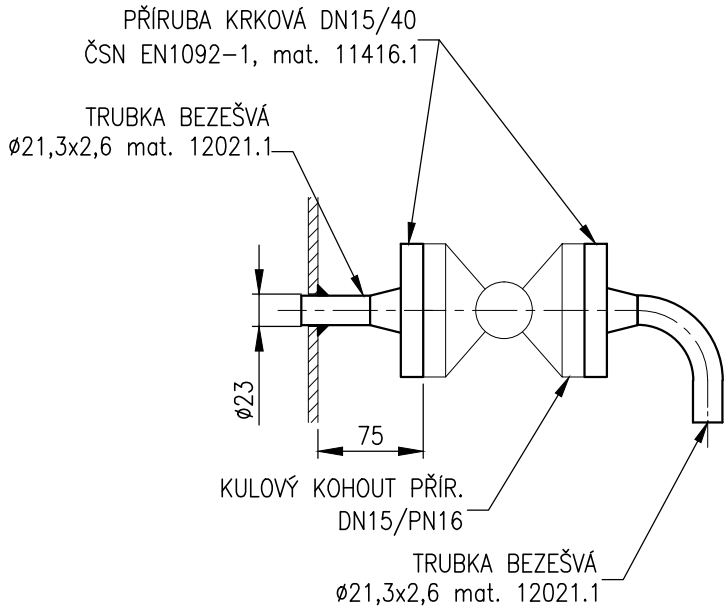 PŘÍRUBA KRKOVÁ DN15/40
ČSN EN1092-1, mat. 11416.1
TRUBKA BEZEŠVÁ
ø21,3x2,6 mat. 12021.1
ø23
75
KULOVÝ KOHOUT PŘÍR.
DN15/PN16
TRUBKA BEZEŠVÁ
ø21,3x2,6 mat. 12021.1